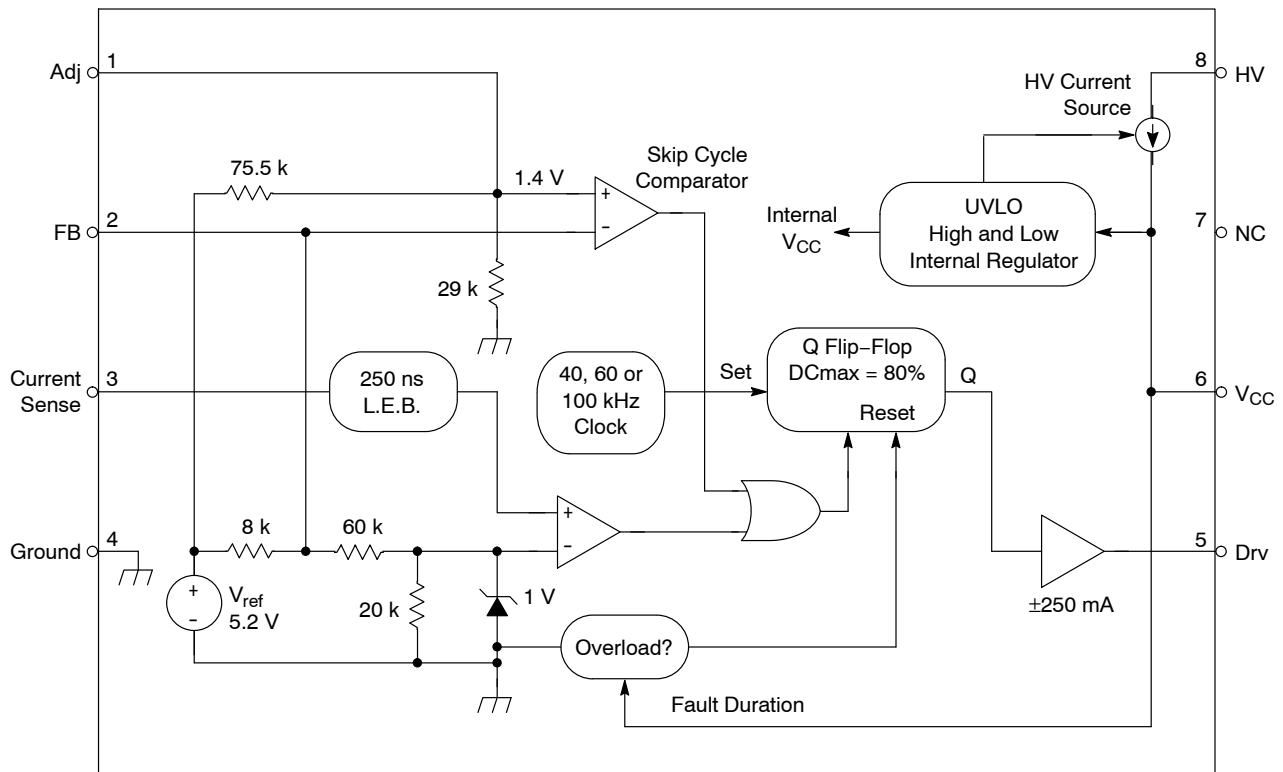 Adj
1
8
HV
HV Current
Source
75.5 k
1.4 V
Skip Cycle
Comparator
+
-
FB
2
29 k
Internal
VCC
UVLO
High and Low
Internal Regulator
7
NC
Current
Sense
3
250 ns
L.E.B.
40, 60 or
100 kHz
Clock
Set
Q Flip−Flop
DCmax = 80%
Reset
Q
6
VCC
Ground
4
8 k
60 k
+
-
+
-
Vref
5.2 V
20 k
1 V
Overload?
Fault Duration
±250 mA
5
Drv